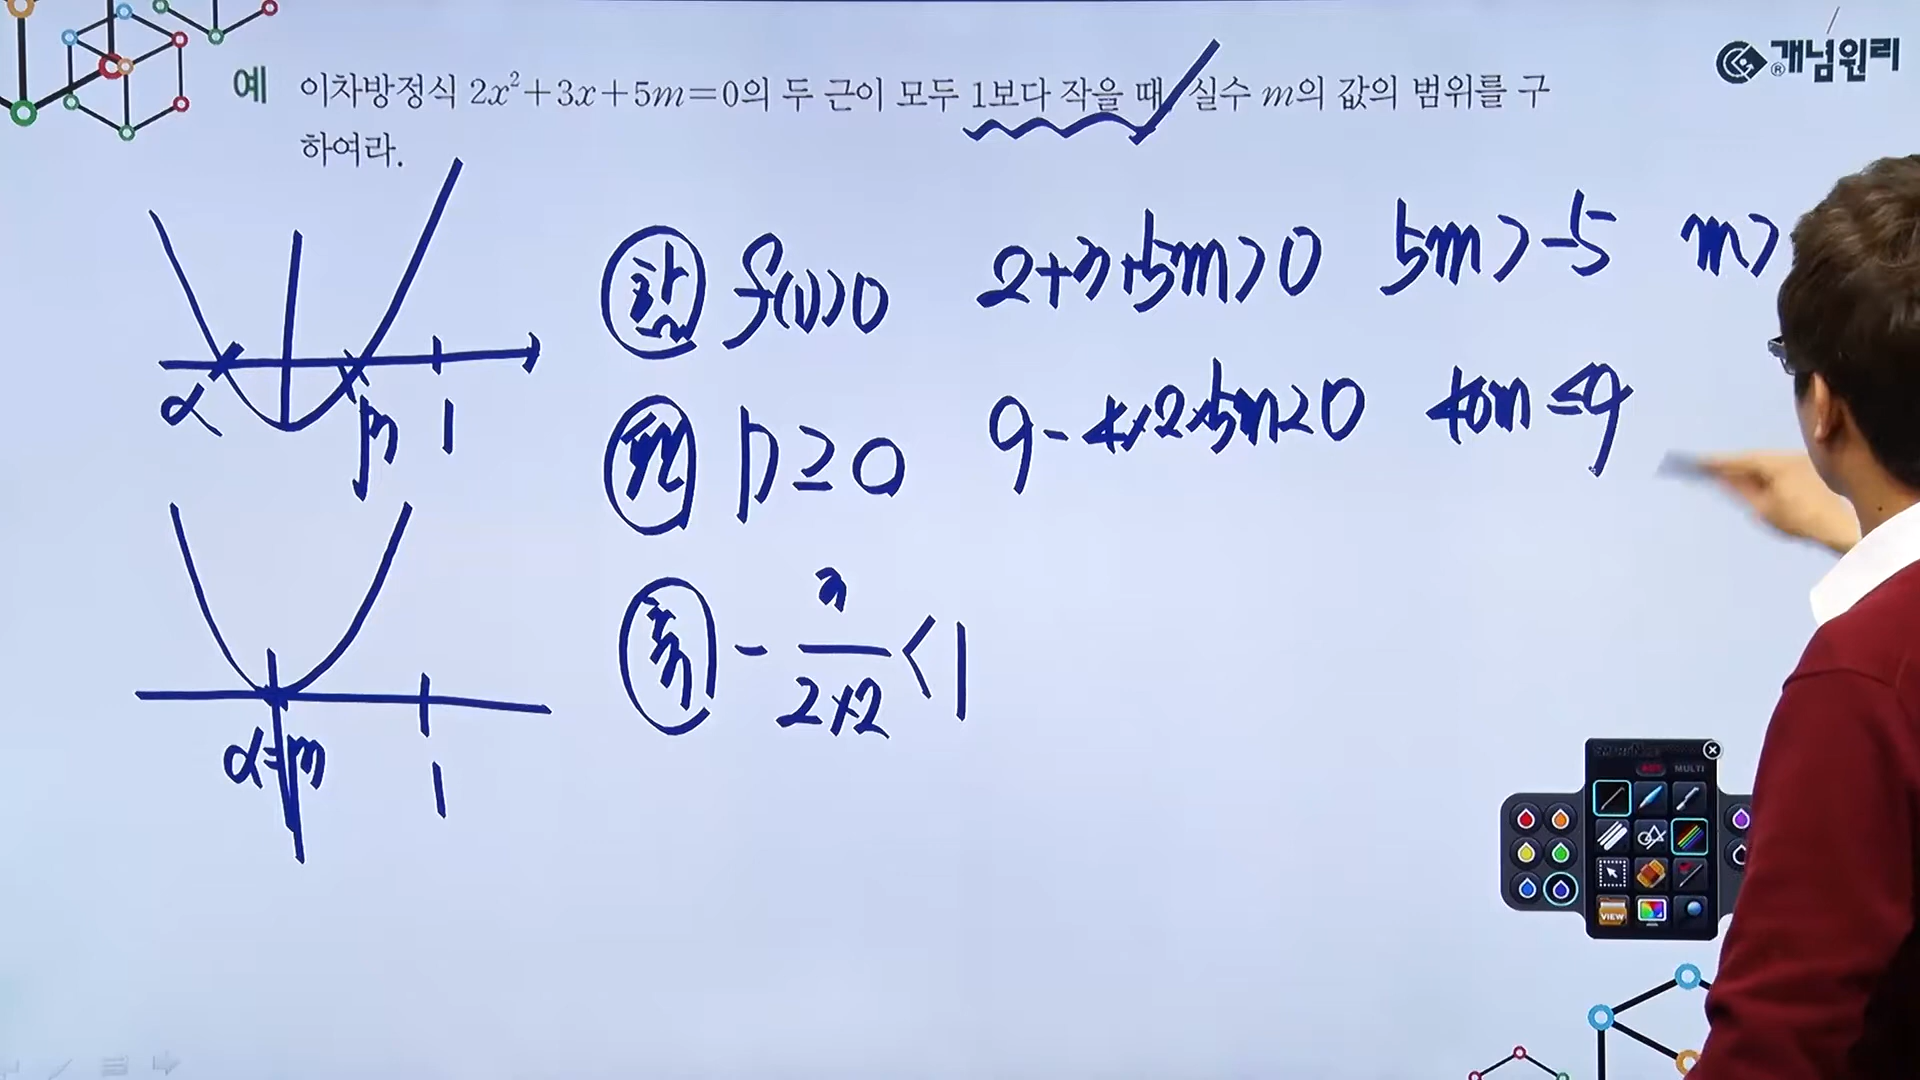 개념원리
예 이차방정식 2x²+3x+5m=0의 두 근이 모두 1보다 작을 때, 실수 m의 값의 범위를 구
하여라.
함 f(1)>0 2+3+5m>0 5m>-5 m>
판 D≥0 9-4×2×5m≥0 40m≤9
축 -3/(2×2)<1
α β 1
α=β 1
MULTI
VIEW